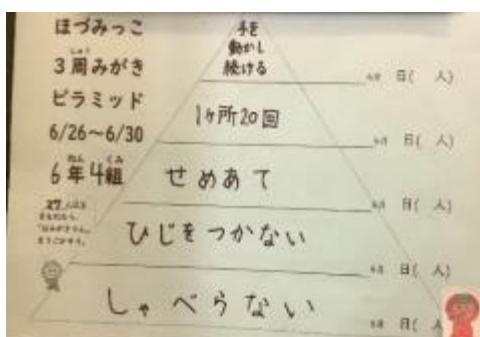 ほづみっこ
3周みがき
ピラミッド
6/26～6/30
6年4組
手を
動かし
続ける
日( 人)
1ヶ所20回
日( 人)
せめあて
日( 人)
ひじをつかない
日( 人)
しゃべらない
日( 人